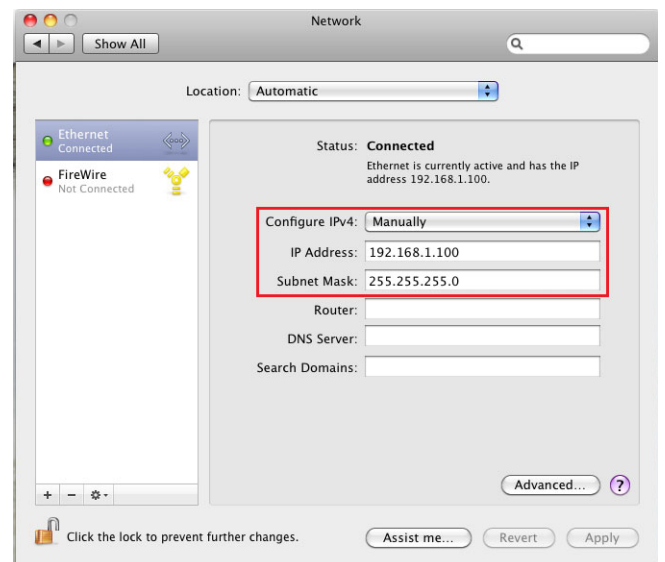 Network
Show All
Location: Automatic
Ethernet
Connected
FireWire
Not Connected
Status: Connected
Ethernet is currently active and has the IP
address 192.168.1.100.
Configure IPv4: Manually
IP Address: 192.168.1.100
Subnet Mask: 255.255.255.0
Router:
DNS Server:
Search Domains:
Advanced... ?
+ −
Click the lock to prevent further changes.
Assist me... Revert Apply